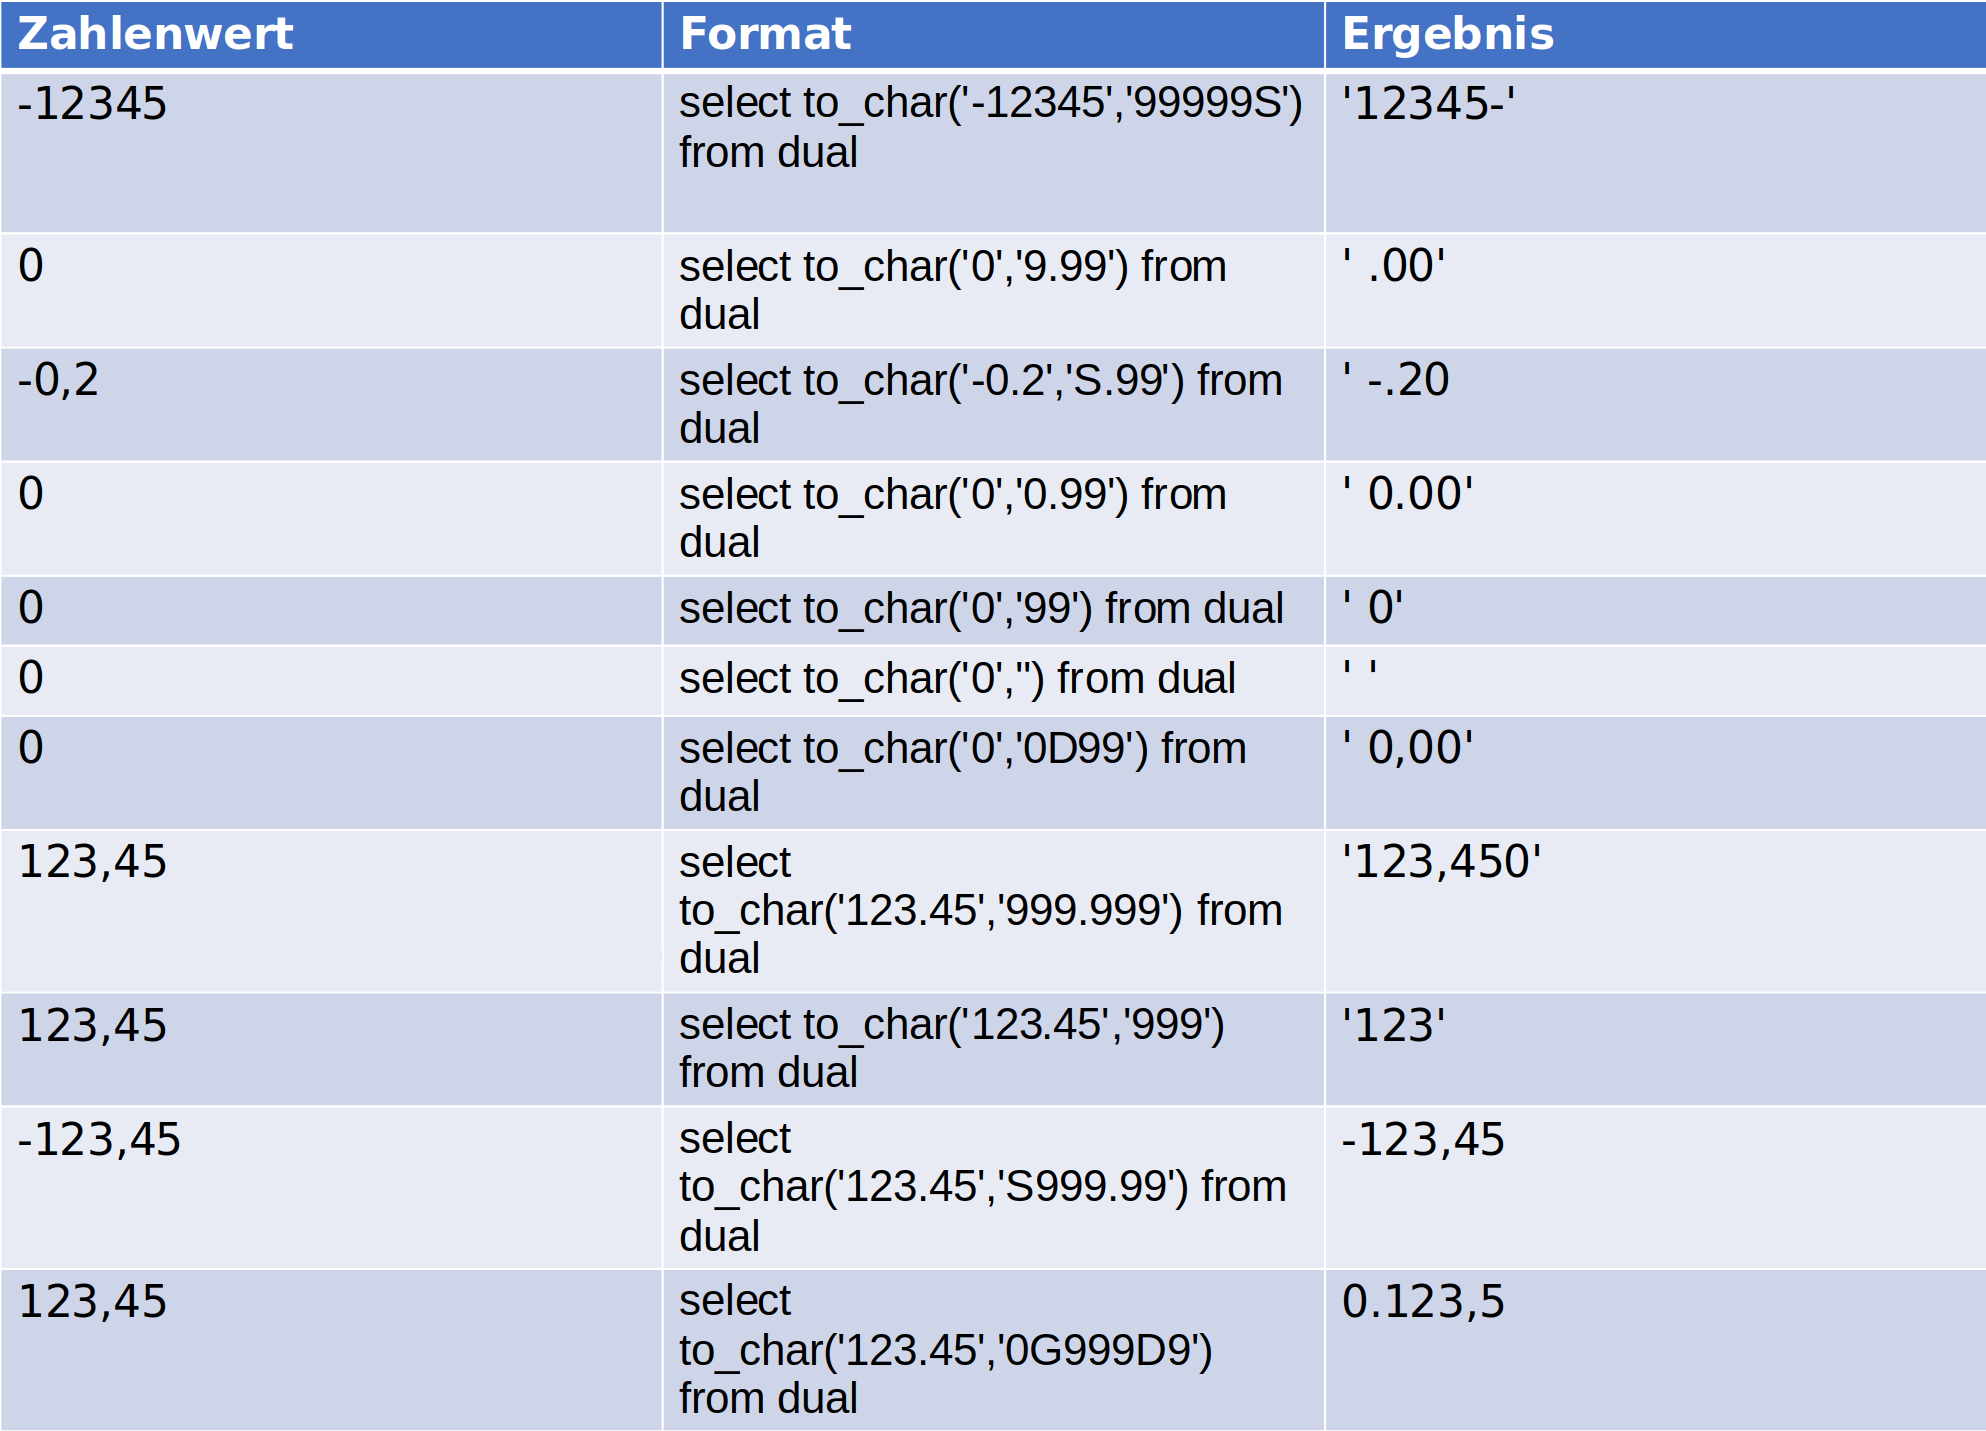 Zahlenwert Format Ergebnis
-12345 select to_char('-12345','99999S') '12345-'
from dual
0 select to_char('0','9.99') from ' .00'
dual
-0,2 select to_char('-0.2','S.99') from ' -.20
dual
0 select to_char('0','0.99') from ' 0.00'
dual
0 select to_char('0','99') from dual ' 0'
0 select to_char('0','') from dual ' '
0 select to_char('0','0D99') from ' 0,00'
dual
123,45 select '123,450'
to_char('123.45','999.999') from
dual
123,45 select to_char('123.45','999') '123'
from dual
-123,45 select -123,45
to_char('123.45','S999.99') from
dual
123,45 select 0.123,5
to_char('123.45','0G999D9')
from dual